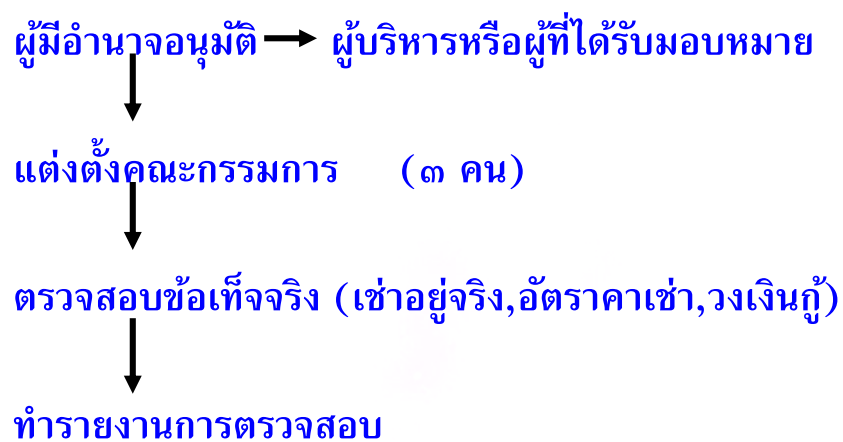 ผู้มีอำนาจอนุมัติ ผู้บริหารหรือผู้ที่ได้รับมอบหมาย
แต่งตั้งคณะกรรมการ (๓ คน)
ตรวจสอบข้อเท็จจริง (เช่าอยู่จริง,อัตราค่าเช่า,วงเงินกู้)
ทำรายงานการตรวจสอบ